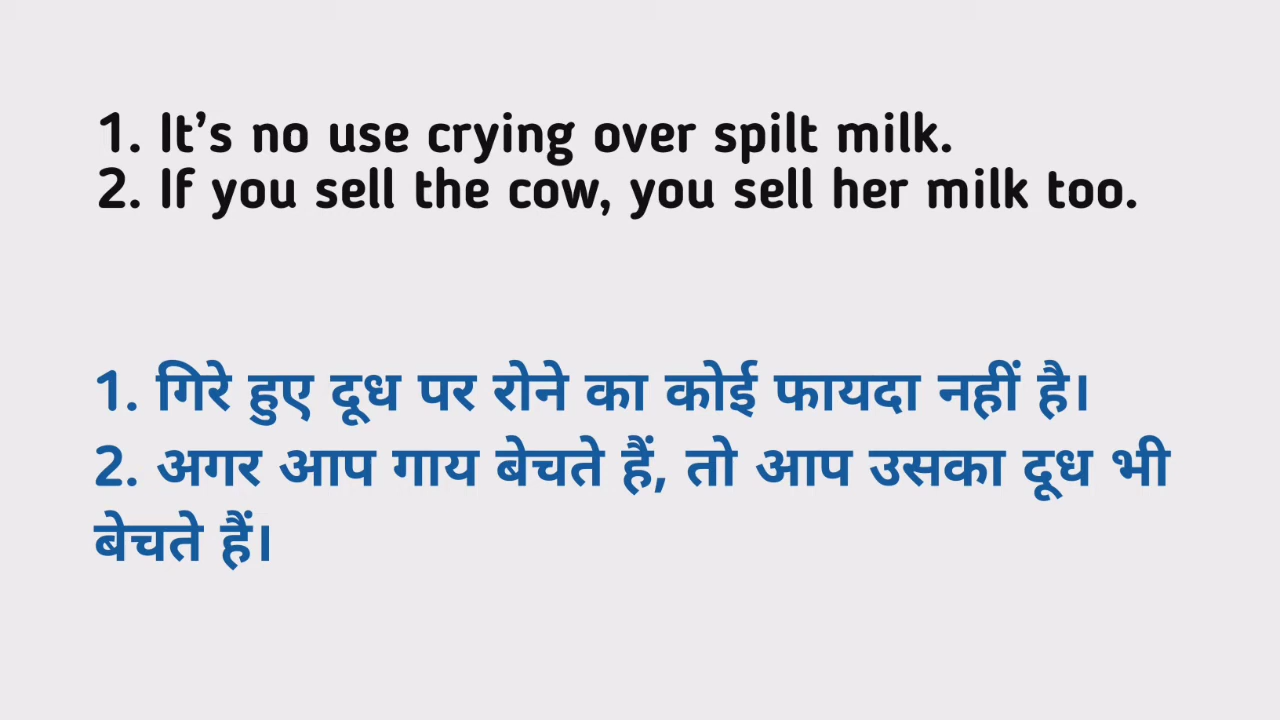 1. It’s no use crying over spilt milk.
2. If you sell the cow, you sell her milk too.
1. गिरे हुए दूध पर रोने का कोई फायदा नहीं है।
2. अगर आप गाय बेचते हैं, तो आप उसका दूध भी
बेचते हैं।